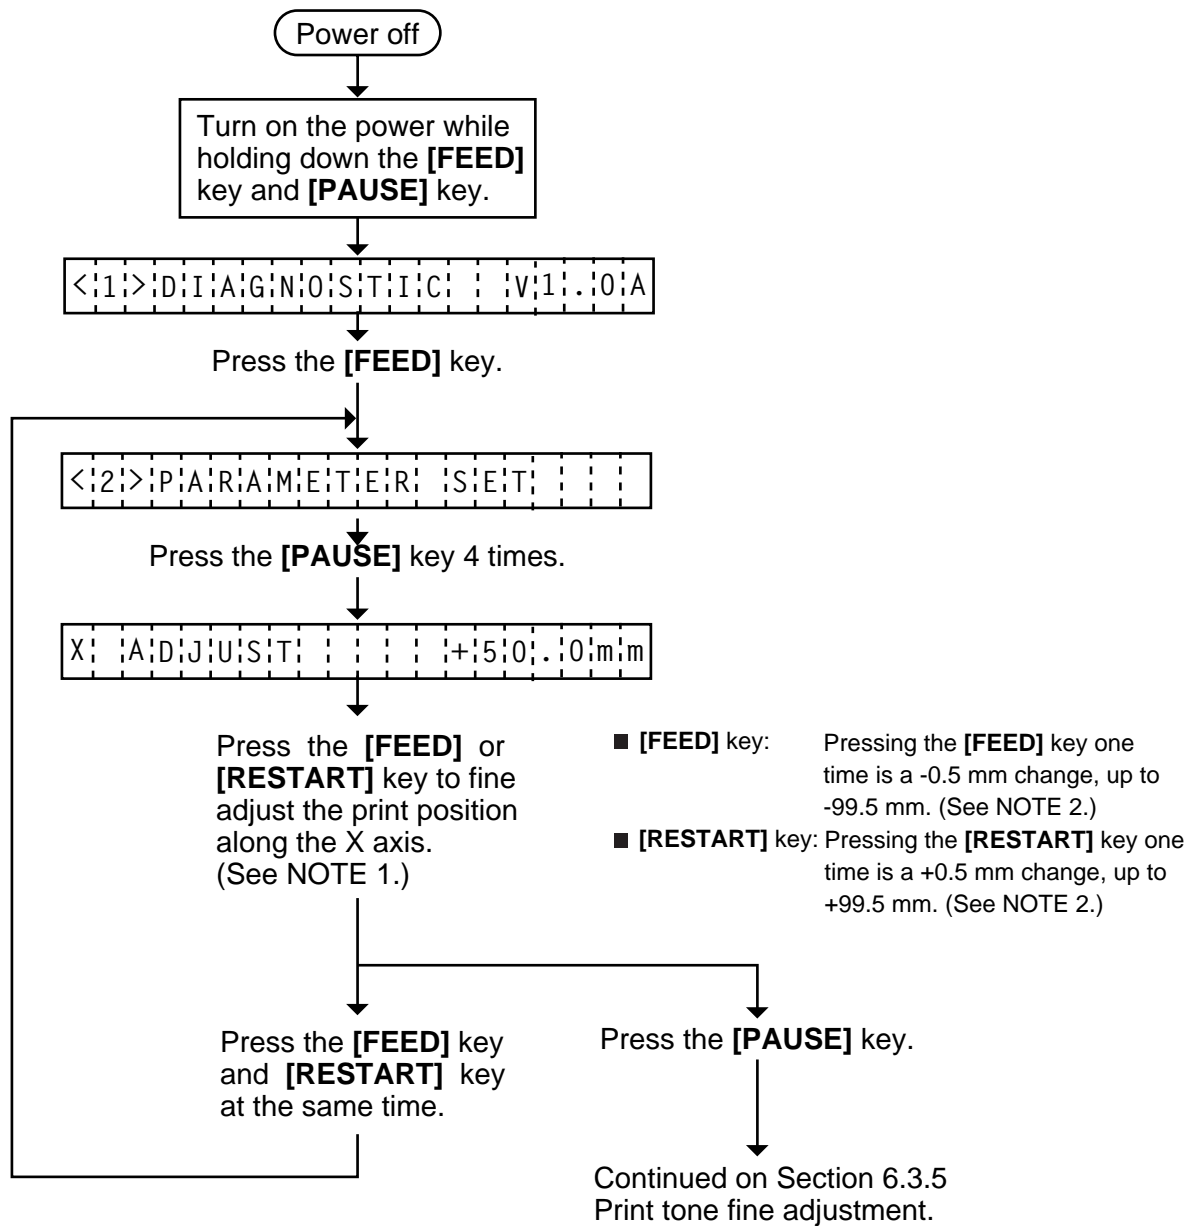 Power off
Turn on the power while
holding down the [FEED]
key and [PAUSE] key.
<1>DIAGNOSTIC  V1.0A
Press the [FEED] key.
<2>PARAMETER SET
Press the [PAUSE] key 4 times.
X ADJUST     +50.0mm
Press the [FEED] or
[RESTART] key to fine
adjust the print position
along the X axis.
(See NOTE 1.)
■ [FEED] key: Pressing the [FEED] key one
time is a -0.5 mm change, up to
-99.5 mm. (See NOTE 2.)
■ [RESTART] key: Pressing the [RESTART] key one
time is a +0.5 mm change, up to
+99.5 mm. (See NOTE 2.)
Press the [FEED] key
and [RESTART] key
at the same time.
Press the [PAUSE] key.
Continued on Section 6.3.5
Print tone fine adjustment.